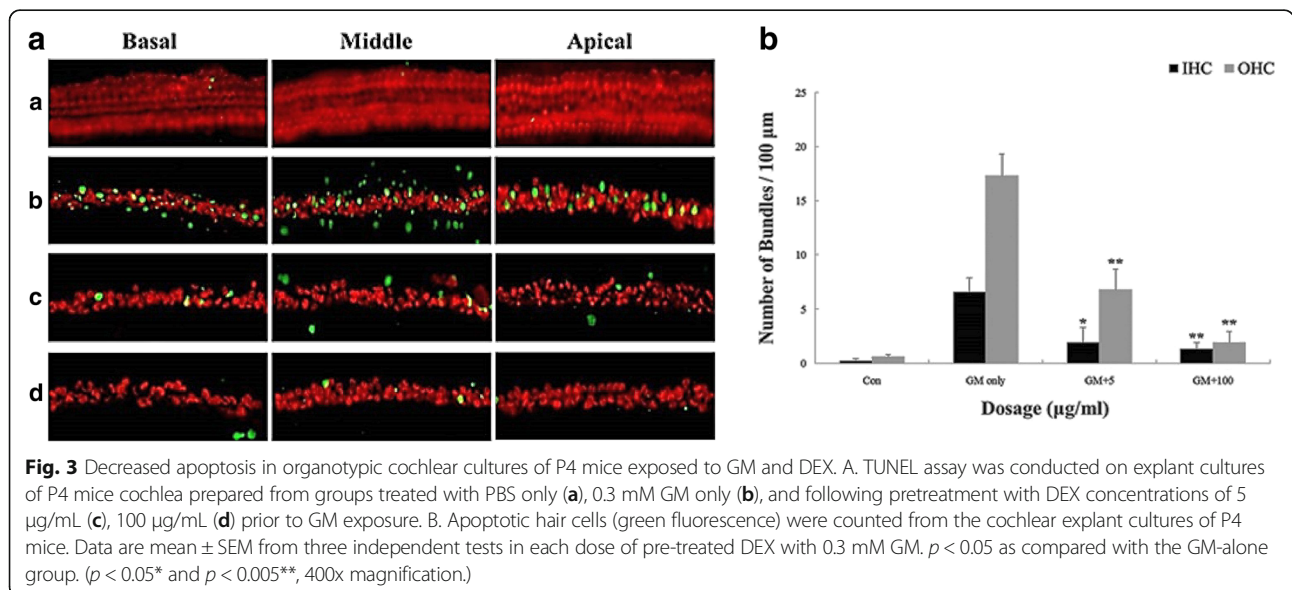 a
Basal Middle Apical
a
b
c
d
b
IHC OHC
Number of Bundles / 100 µm
25
20
15
10
5
0
* ** ** **
Con GM only GM+5 GM+100
Dosage (µg/ml)
Fig. 3 Decreased apoptosis in organotypic cochlear cultures of P4 mice exposed to GM and DEX. A. TUNEL assay was conducted on explant cultures
of P4 mice cochlea prepared from groups treated with PBS only (a), 0.3 mM GM only (b), and following pretreatment with DEX concentrations of 5
µg/mL (c), 100 µg/mL (d) prior to GM exposure. B. Apoptotic hair cells (green fluorescence) were counted from the cochlear explant cultures of P4
mice. Data are mean ± SEM from three independent tests in each dose of pre-treated DEX with 0.3 mM GM. p < 0.05 as compared with the GM-alone
group. (p < 0.05* and p < 0.005**, 400x magnification.)